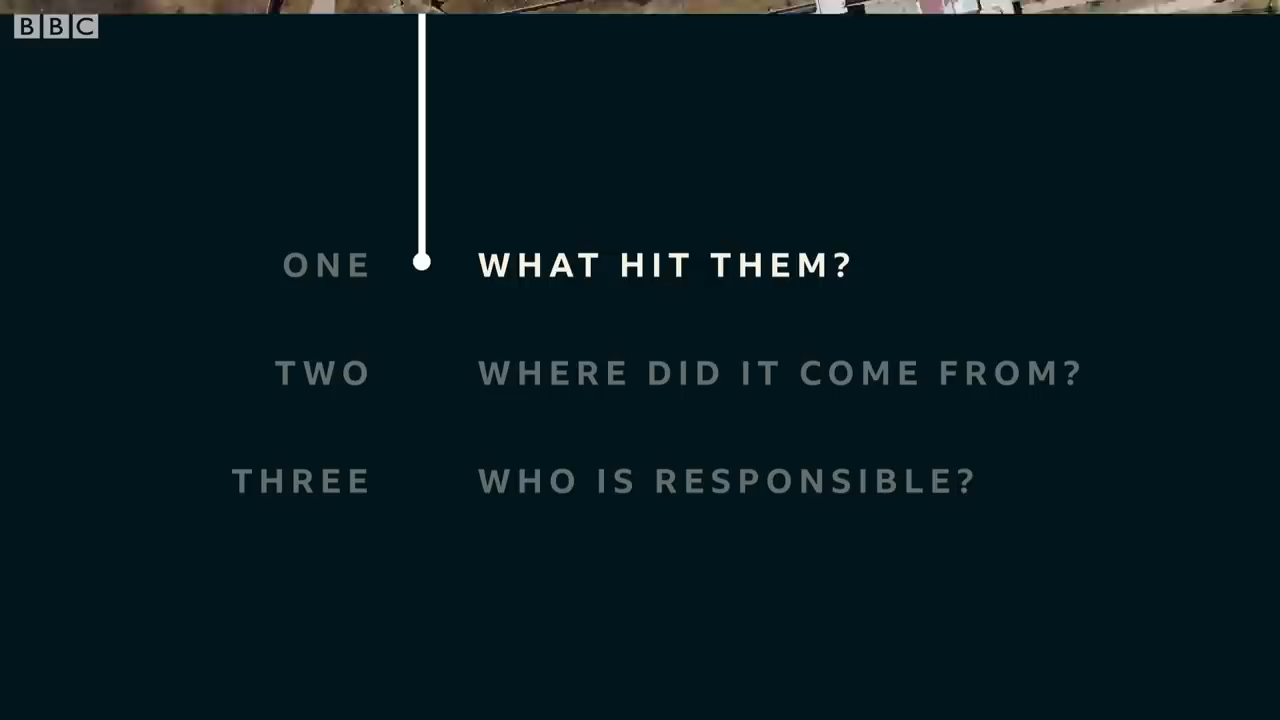 BBC
ONE WHAT HIT THEM?
TWO WHERE DID IT COME FROM?
THREE WHO IS RESPONSIBLE?